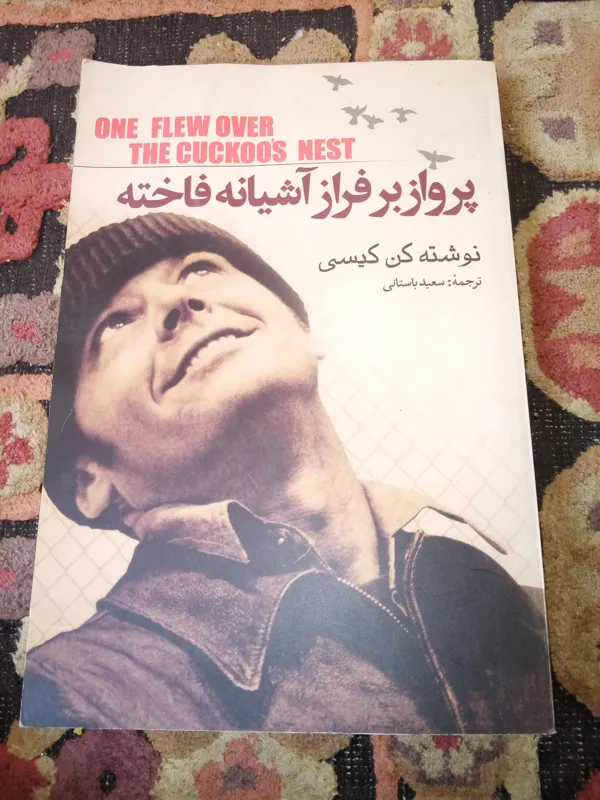 ONE FLEW OVER
THE CUCKOO'S NEST
پرواز بر فراز آشیانه فاخته
نوشته کن کیسی
ترجمهٔ: سعید باستانی